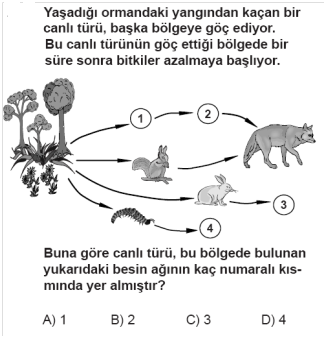 Yaşadığı ormandaki yangından kaçan bir
canlı türü, başka bölgeye göç ediyor.
Bu canlı türünün göç ettiği bölgede bir
süre sonra bitkiler azalmaya başlıyor.
1
2
3
4
Buna göre canlı türü, bu bölgede bulunan
yukarıdaki besin ağının kaç numaralı kıs-
mında yer almıştır?
A) 1 B) 2 C) 3 D) 4